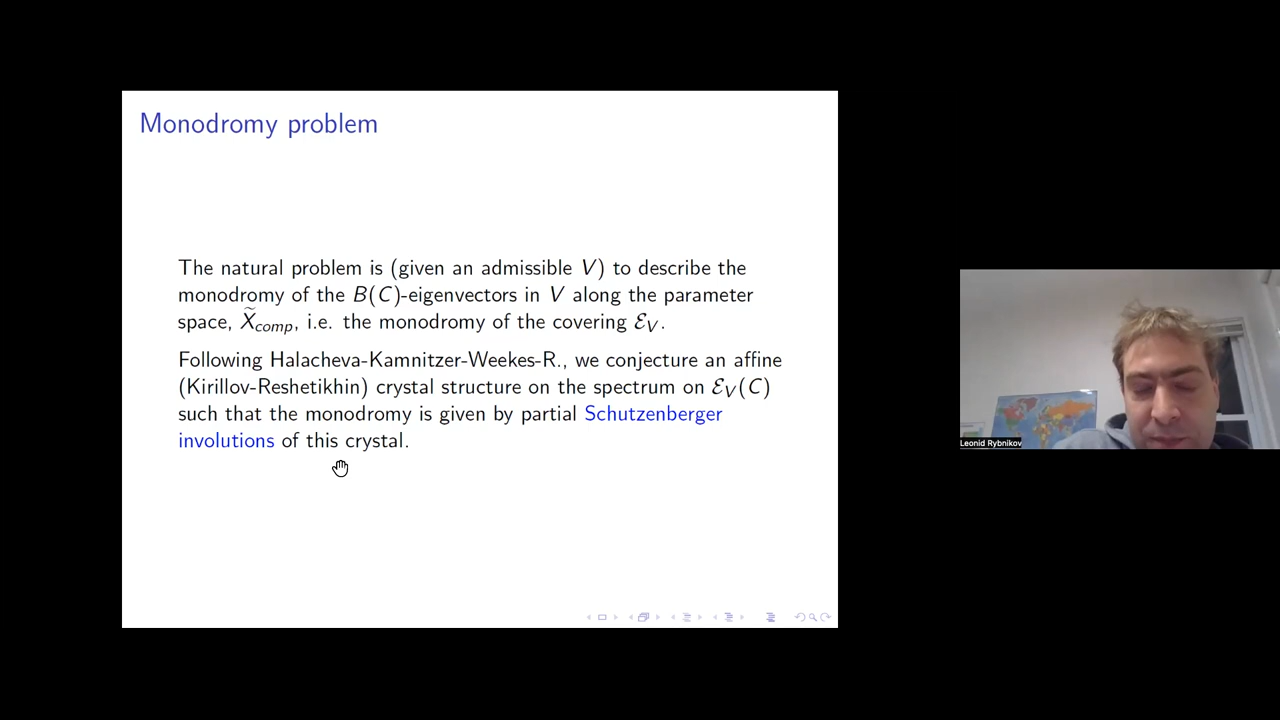 Monodromy problem
The natural problem is (given an admissible V) to describe the
monodromy of the B(C)-eigenvectors in V along the parameter
space, X̃_comp, i.e. the monodromy of the covering ℰ_V.
Following Halacheva-Kamnitzer-Weekes-R., we conjecture an affine
(Kirillov-Reshetikhin) crystal structure on the spectrum on ℰ_V(C)
such that the monodromy is given by partial Schutzenberger
involutions of this crystal.
Leonid Rybnikov